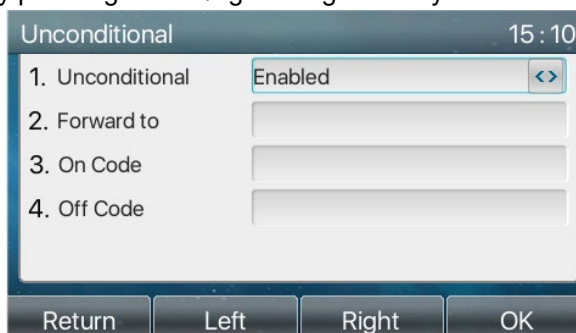 Unconditional 15:10
1. Unconditional Enabled <>
2. Forward to
3. On Code
4. Off Code
Return Left Right OK